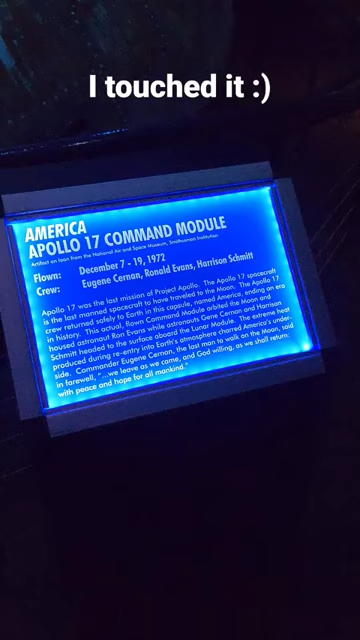 I touched it :)
AMERICA
APOLLO 17 COMMAND MODULE
Artifact on loan from the National Air and Space Museum, Smithsonian Institution
Flown: December 7 - 19, 1972
Crew: Eugene Cernan, Ronald Evans, Harrison Schmitt
Apollo 17 was the last mission of Project Apollo. The Apollo 17 spacecraft
is the last manned spacecraft to have traveled to the Moon. The Apollo 17
crew returned safely to Earth in this capsule, named America, ending an era
in history. This actual, flown Command Module orbited the Moon and
housed astronaut Ron Evans while astronauts Gene Cernan and Harrison
Schmitt headed to the surface aboard the Lunar Module. The extreme heat
produced during re-entry into Earth's atmosphere charred America's under-
side. Commander Eugene Cernan, the last man to walk on the Moon, said
in farewell, "...we leave as we came, and God willing, as we shall return:
with peace and hope for all mankind."